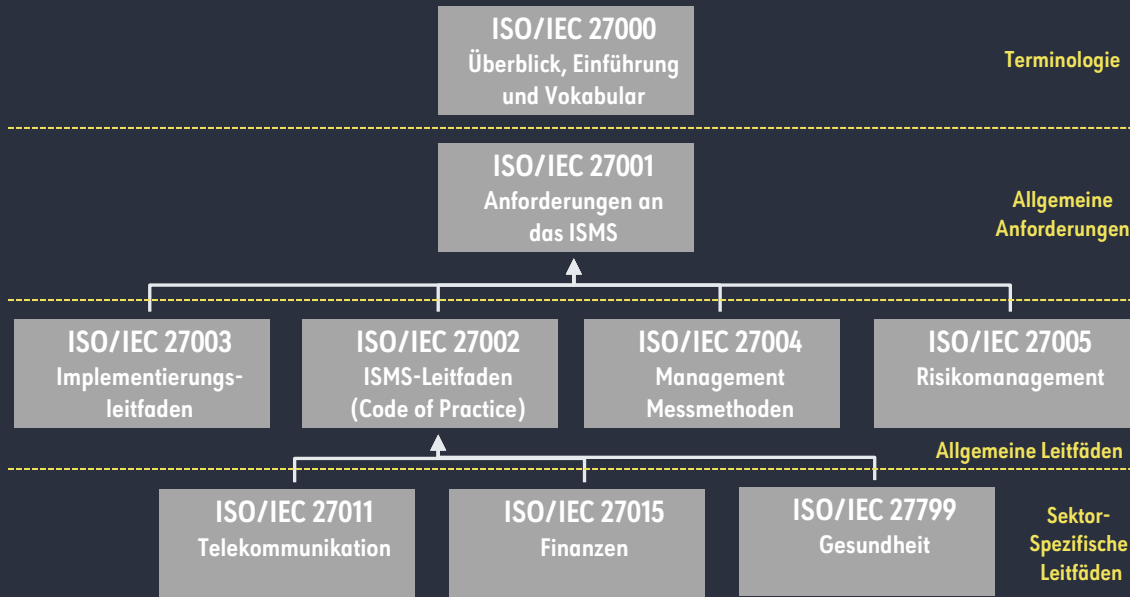 ISO/IEC 27000
Überblick, Einführung
und Vokabular
Terminologie
ISO/IEC 27001
Anforderungen an
das ISMS
Allgemeine
Anforderungen
ISO/IEC 27003
Implementierungs-
leitfaden
ISO/IEC 27002
ISMS-Leitfaden
(Code of Practice)
ISO/IEC 27004
Management
Messmethoden
ISO/IEC 27005
Risikomanagement
Allgemeine Leitfäden
ISO/IEC 27011
Telekommunikation
ISO/IEC 27015
Finanzen
ISO/IEC 27799
Gesundheit
Sektor-
Spezifische
Leitfäden